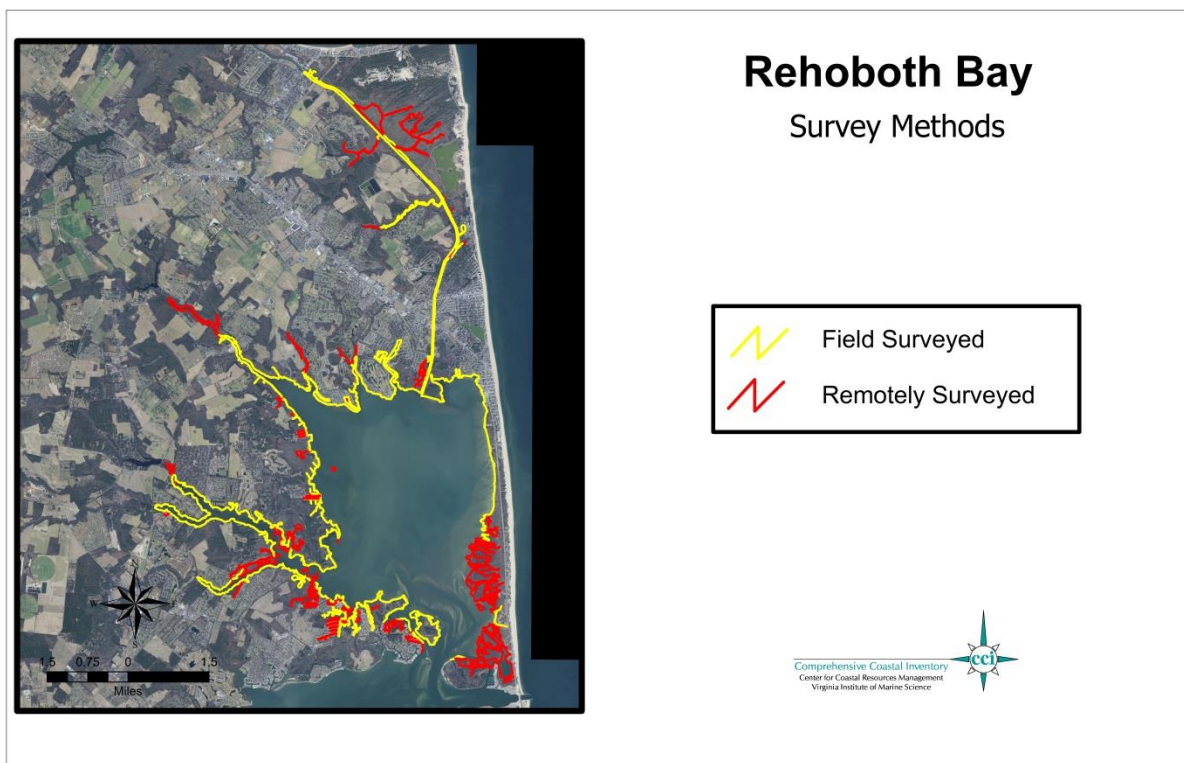 Rehoboth Bay
Survey Methods
Field Surveyed
Remotely Surveyed
N
W
E
S
1.5 0.75 0 1.5
Miles
cci
Comprehensive Coastal Inventory
Center for Coastal Resources Management
Virginia Institute of Marine Science